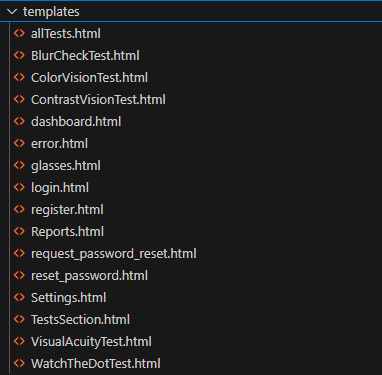 templates
allTests.html
BlurCheckTest.html
ColorVisionTest.html
ContrastVisionTest.html
dashboard.html
error.html
glasses.html
login.html
register.html
Reports.html
request_password_reset.html
reset_password.html
Settings.html
TestsSection.html
VisualAcuityTest.html
WatchTheDotTest.html